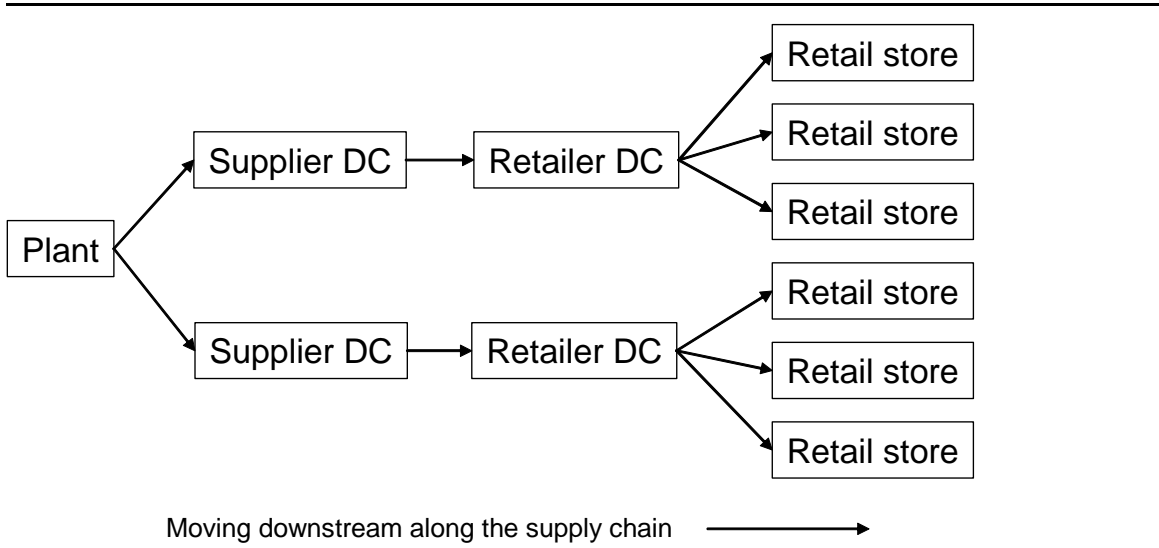 Retail store
Retail store
Supplier DC
Retailer DC
Retail store
Plant
Retail store
Supplier DC
Retailer DC
Retail store
Retail store
Moving downstream along the supply chain